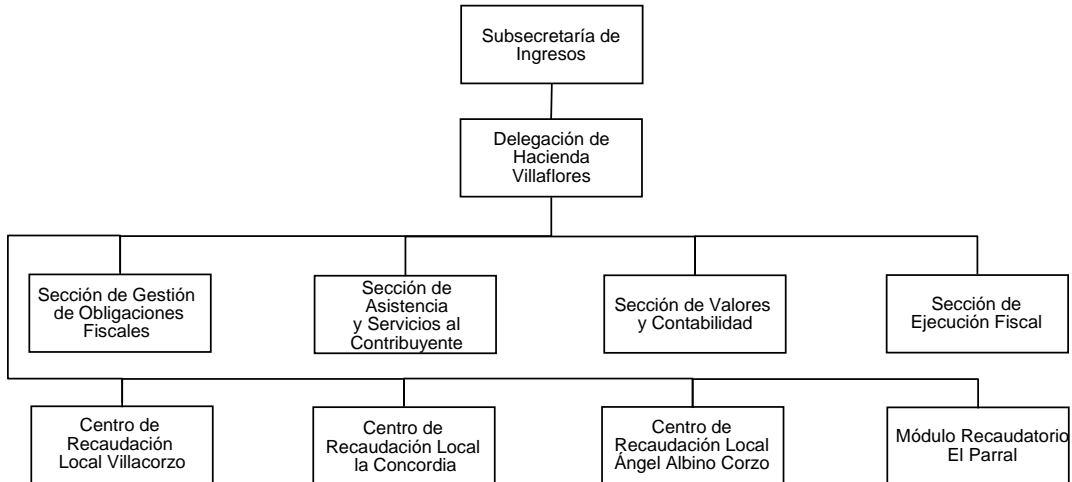 Subsecretaría de
Ingresos
Delegación de
Hacienda
Villaflores
Sección de Gestión
de Obligaciones
Fiscales
Sección de
Asistencia
y Servicios al
Contribuyente
Sección de Valores
y Contabilidad
Sección de
Ejecución Fiscal
Centro de
Recaudación
Local Villacorzo
Centro de
Recaudación Local
la Concordia
Centro de
Recaudación Local
Ángel Albino Corzo
Módulo Recaudatorio
El Parral